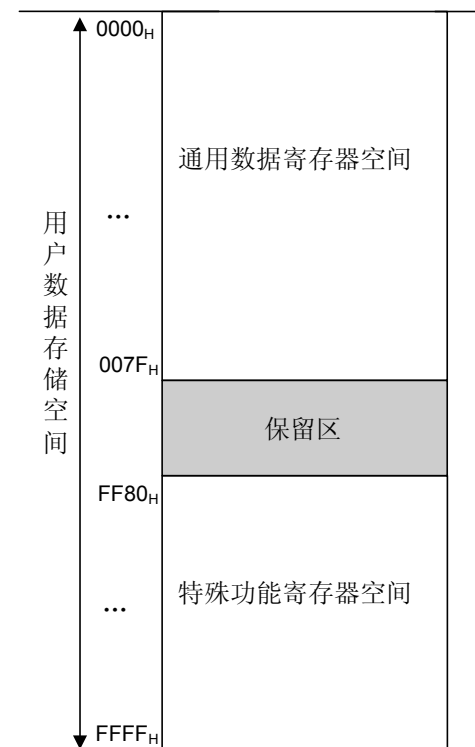 0000H
通用数据寄存器空间
...
用户数据存储空间
007FH
保留区
FF80H
特殊功能寄存器空间
...
FFFFH